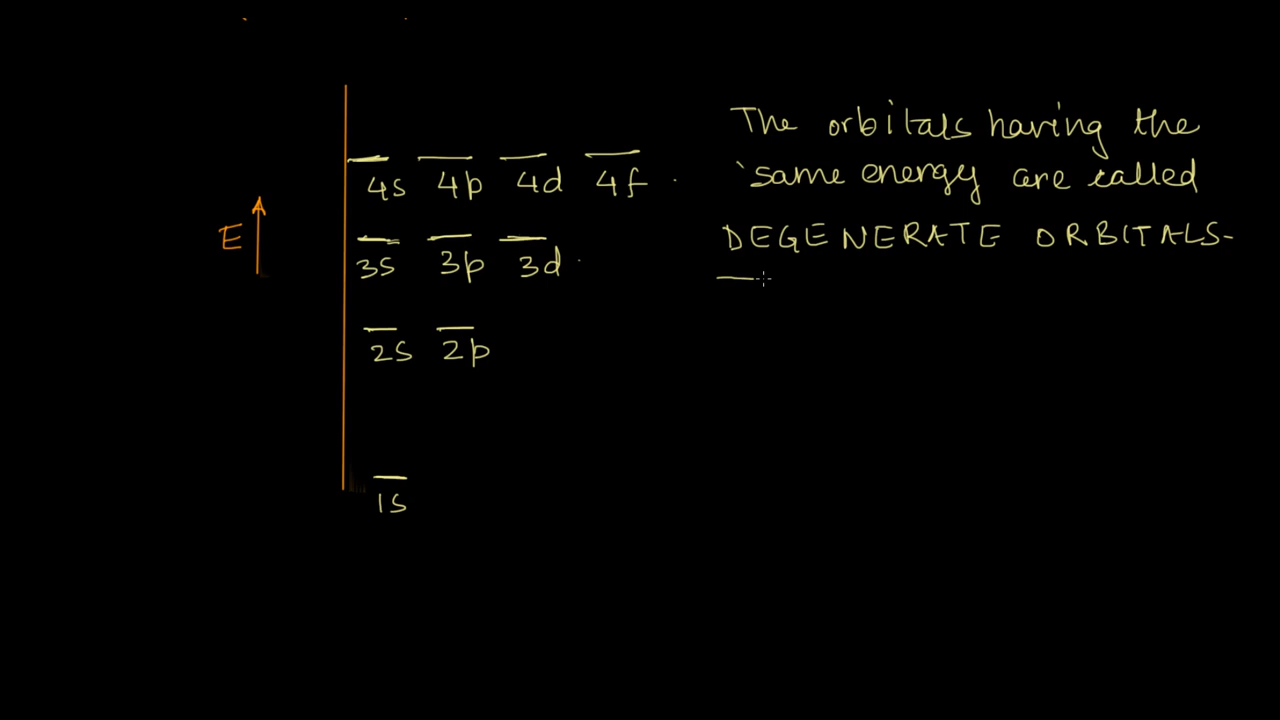 The orbitals having the
same energy are called
DEGENERATE ORBITALS-
4s 4p 4d 4f .
E
3s 3p 3d .
2s 2p
1s